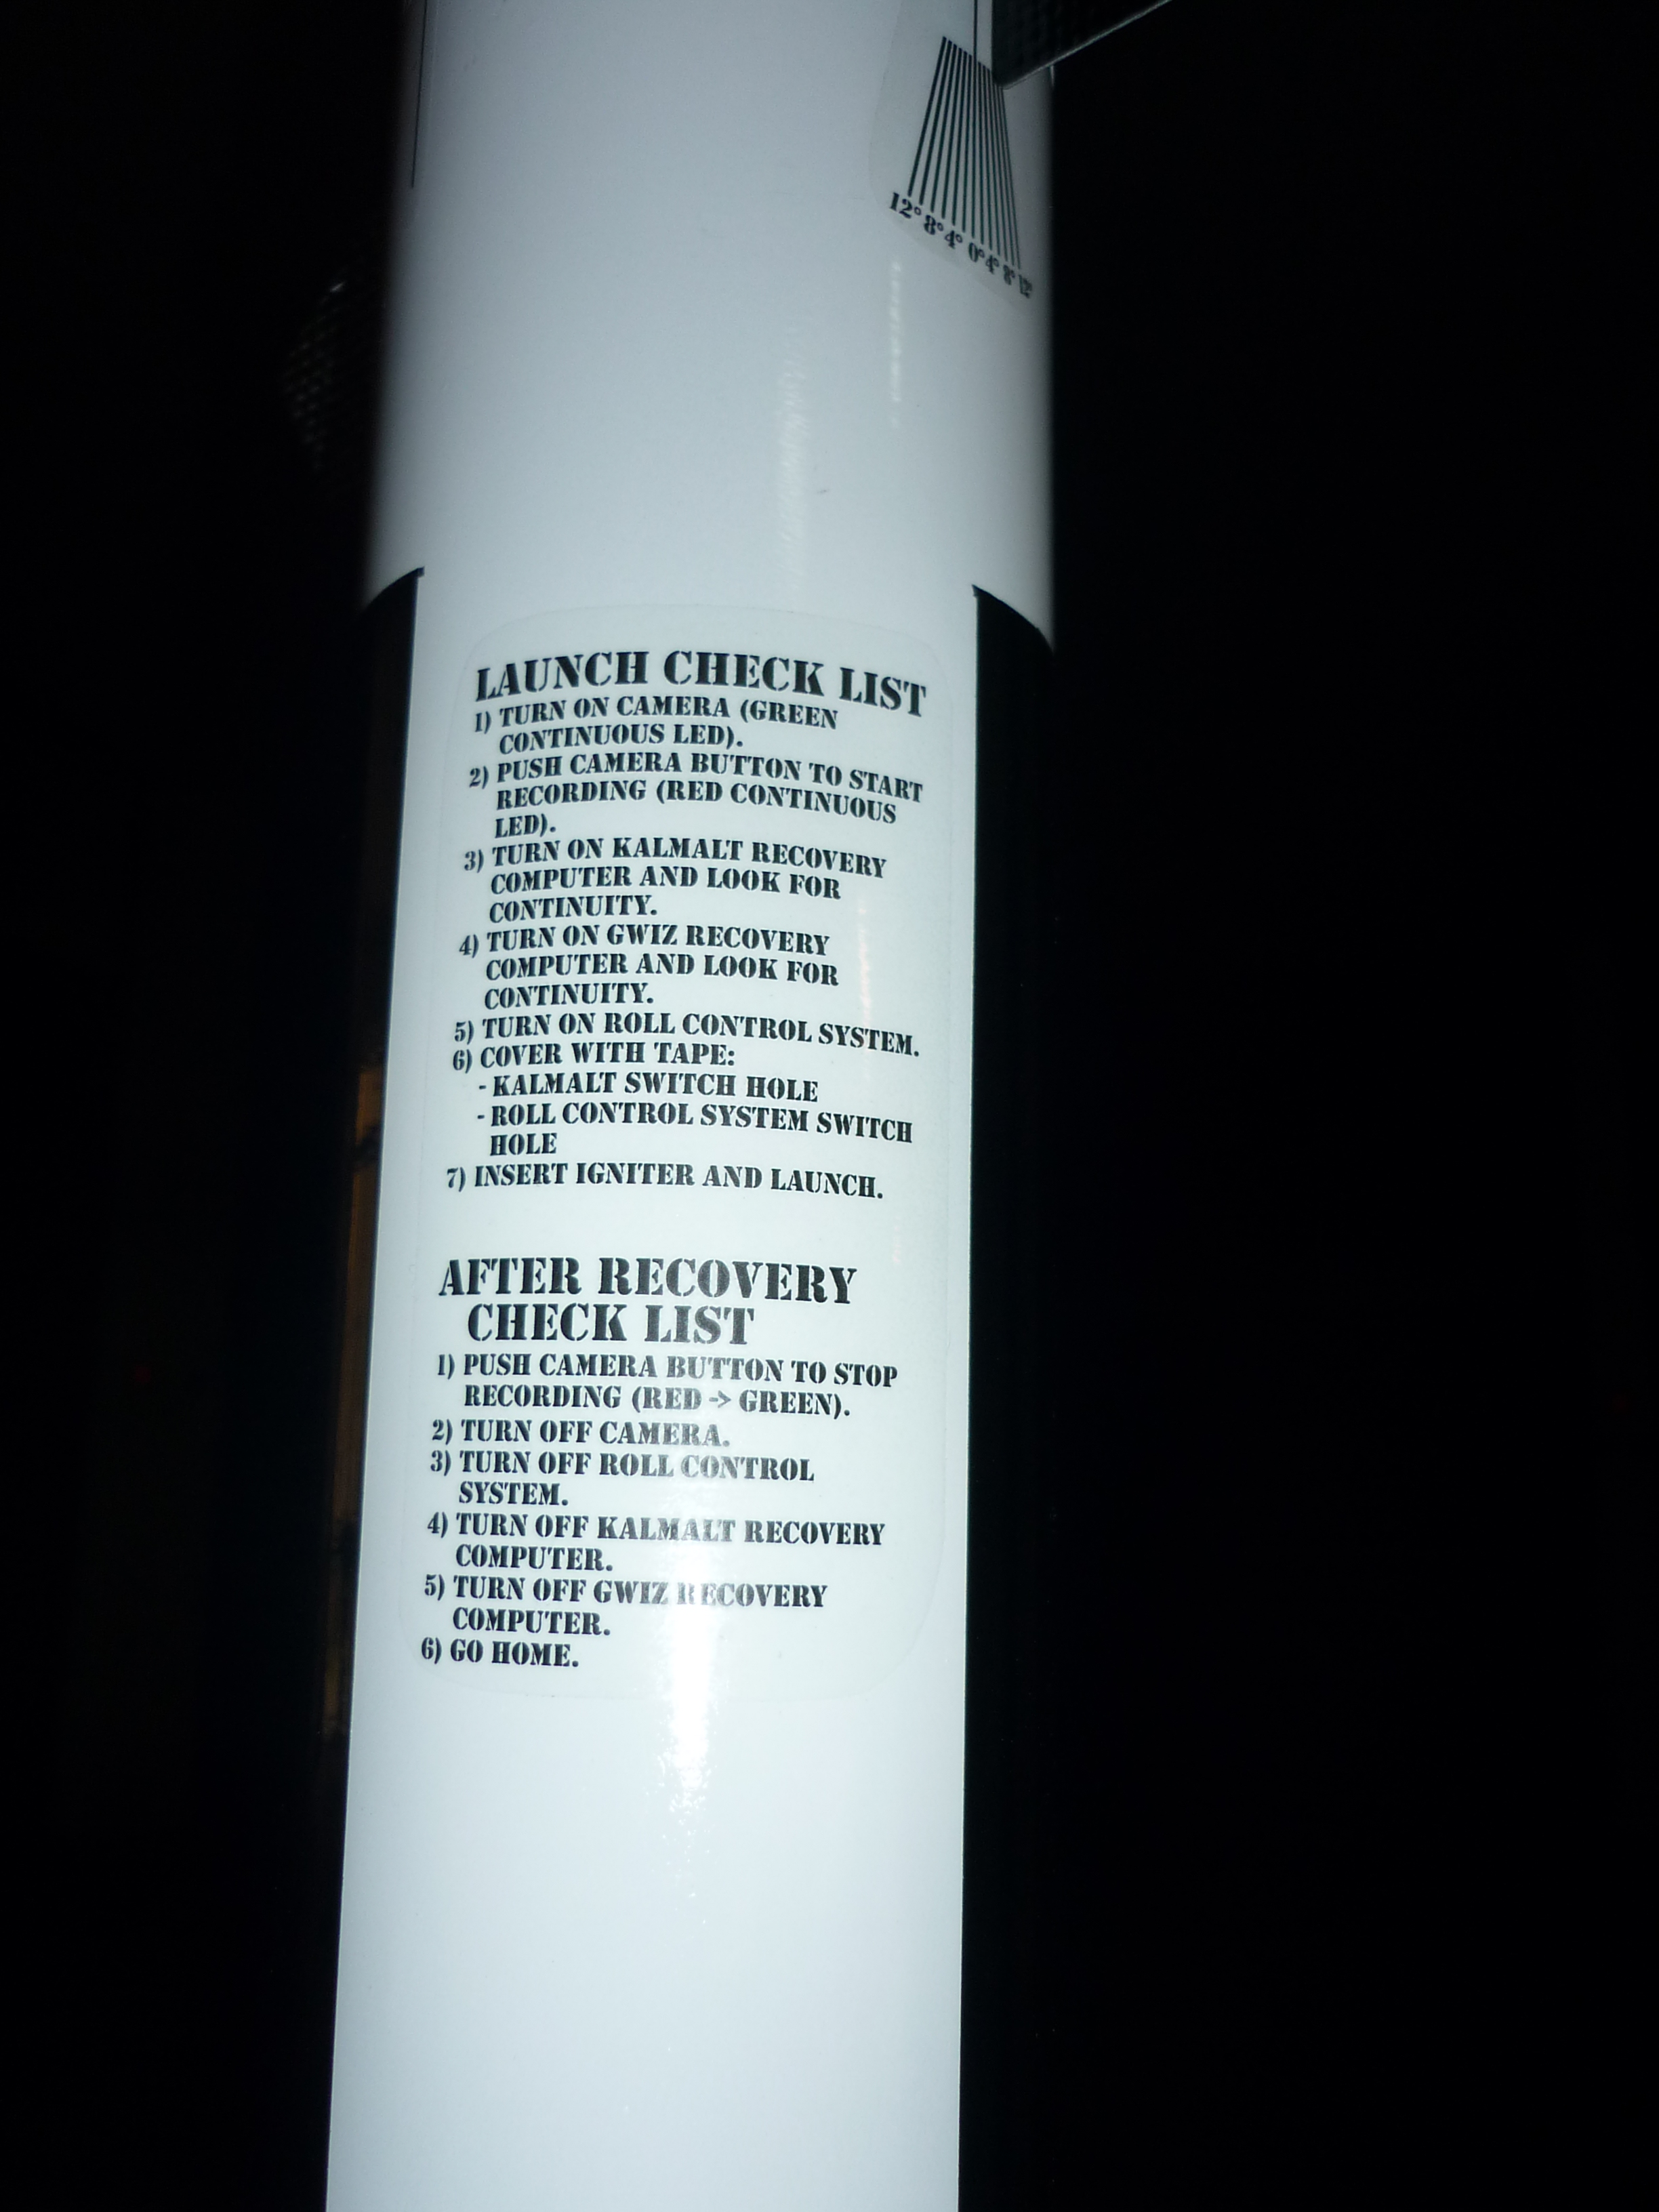 12° 8° 4° 0° 4° 8° 12°
LAUNCH CHECK LIST
1) TURN ON CAMERA (GREEN
CONTINUOUS LED).
2) PUSH CAMERA BUTTON TO START
RECORDING (RED CONTINUOUS
LED).
3) TURN ON KALMALT RECOVERY
COMPUTER AND LOOK FOR
CONTINUITY.
4) TURN ON GWIZ RECOVERY
COMPUTER AND LOOK FOR
CONTINUITY.
5) TURN ON ROLL CONTROL SYSTEM.
6) COVER WITH TAPE:
- KALMALT SWITCH HOLE
- ROLL CONTROL SYSTEM SWITCH
HOLE
7) INSERT IGNITER AND LAUNCH.
AFTER RECOVERY
CHECK LIST
1) PUSH CAMERA BUTTON TO STOP
RECORDING (RED -> GREEN).
2) TURN OFF CAMERA.
3) TURN OFF ROLL CONTROL
SYSTEM.
4) TURN OFF KALMALT RECOVERY
COMPUTER.
5) TURN OFF GWIZ RECOVERY
COMPUTER.
6) GO HOME.